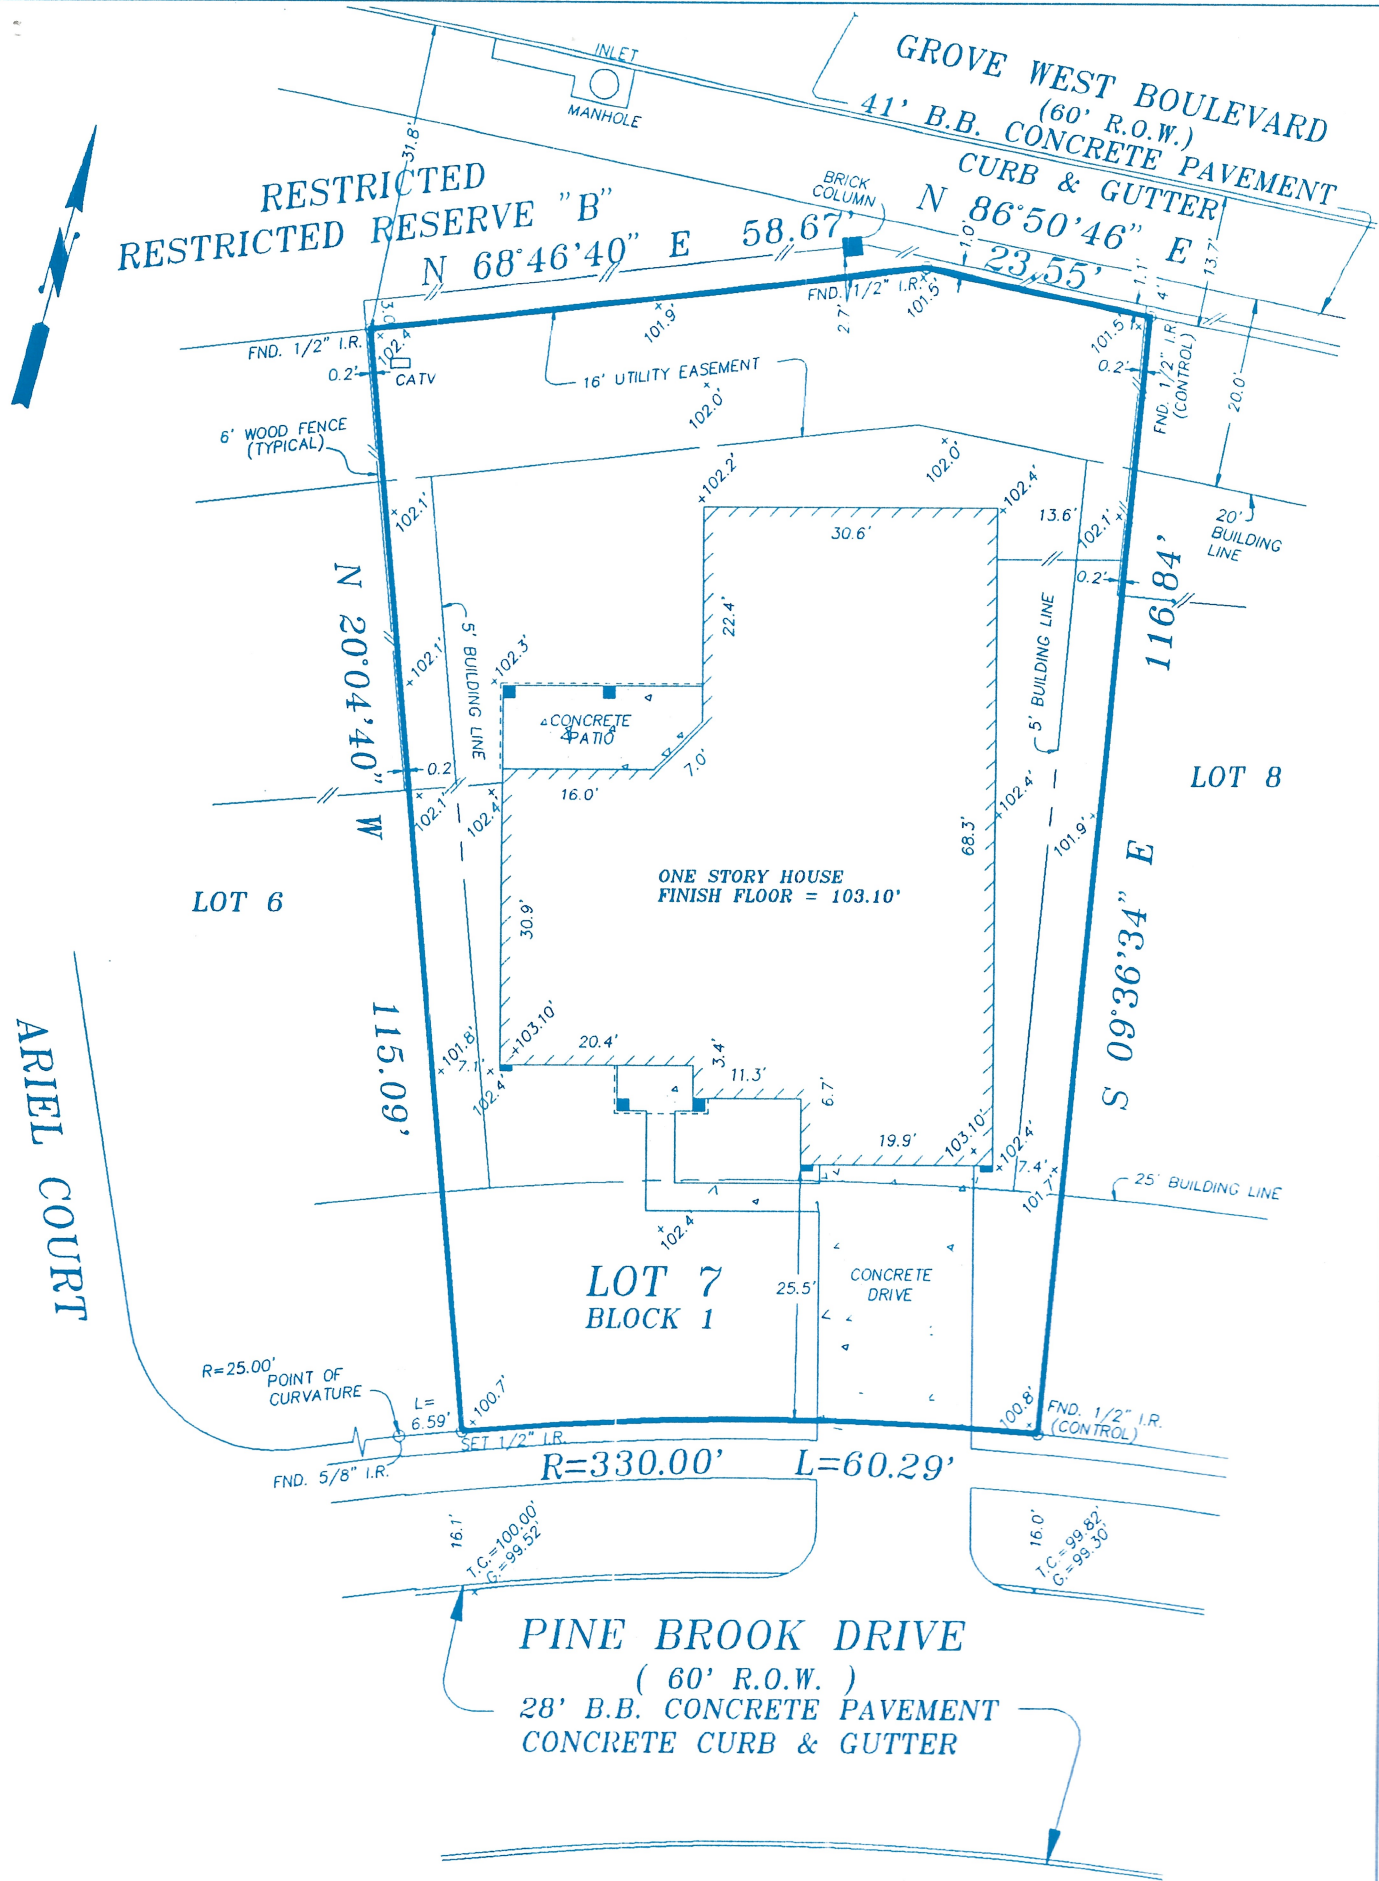 INLET
MANHOLE
GROVE WEST BOULEVARD
(60' R.O.W.)
41' B.B. CONCRETE PAVEMENT
CURB & GUTTER
31.8'
RESTRICTED
RESTRICTED RESERVE "B"
BRICK
COLUMN
N 68°46'40" E 58.67'
N 86°50'46" E
23.55'
1.0'
1.1'
4'
13.7'
3.0'
FND. 1/2" I.R.
102.4
0.2'
CATV
101.9'
FND. 1/2" I.R.
101.5'
2.7'
101.5'
0.2'
FND. 1/2" I.R.
(CONTROL)
20.0'
16' UTILITY EASEMENT
102.0'
6' WOOD FENCE
(TYPICAL)
102.1'
102.2'
102.0'
102.4'
13.6'
102.1'
20'
BUILDING
LINE
30.6'
0.2'
22.4'
N 20°04'40" W
115.09'
5' BUILDING LINE
102.1'
102.3'
5' BUILDING LINE
116.84'
S 09°36'34" E
CONCRETE
PATIO
7.0'
0.2
16.0'
102.1'
102.4'
102.4'
101.9'
68.3'
LOT 8
ONE STORY HOUSE
FINISH FLOOR = 103.10'
LOT 6
30.9'
103.10'
101.8'
7.1'
102.4'
20.4'
3.4'
11.3'
6.7'
19.9'
103.10'
102.4'
7.4'
101.7'
25' BUILDING LINE
ARIEL COURT
102.4'
LOT 7
BLOCK 1
25.5'
CONCRETE
DRIVE
R=25.00'
POINT OF
CURVATURE
L=
6.59'
100.7'
100.8'
FND. 1/2" I.R.
(CONTROL)
SET 1/2" I.R.
FND. 5/8" I.R.
R=330.00' L=60.29'
16.1'
T.C.=100.00'
G.=99.52'
16.0'
T.C.=99.82'
G.=99.30'
PINE BROOK DRIVE
( 60' R.O.W. )
28' B.B. CONCRETE PAVEMENT
CONCRETE CURB & GUTTER